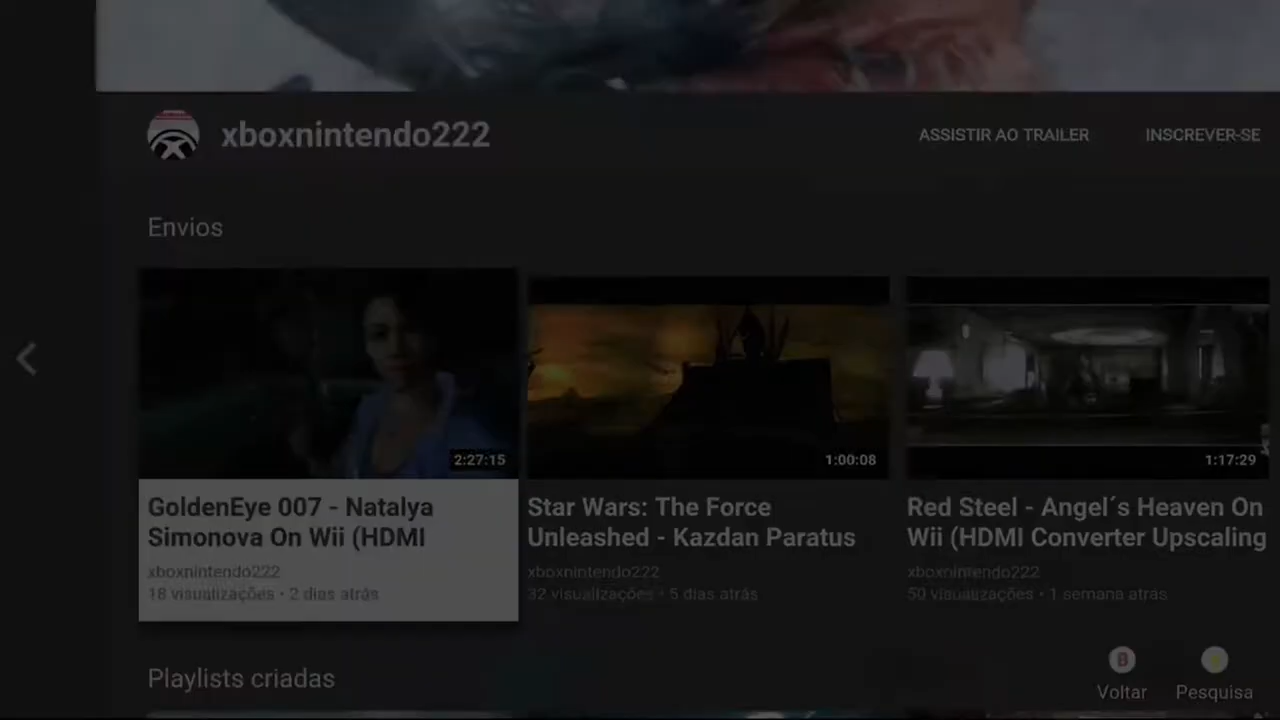 xboxnintendo222
ASSISTIR AO TRAILER
INSCREVER-SE
Envios
2:27:15
1:00:08
1:17:29
GoldenEye 007 - Natalya
Simonova On Wii (HDMI
xboxnintendo222
18 visualizações • 2 dias atrás
Star Wars: The Force
Unleashed - Kazdan Paratus
xboxnintendo222
32 visualizações • 5 dias atrás
Red Steel - Angel´s Heaven On
Wii (HDMI Converter Upscaling
xboxnintendo222
50 visualizações • 1 semana atrás
Playlists criadas
B
Voltar
Pesquisa